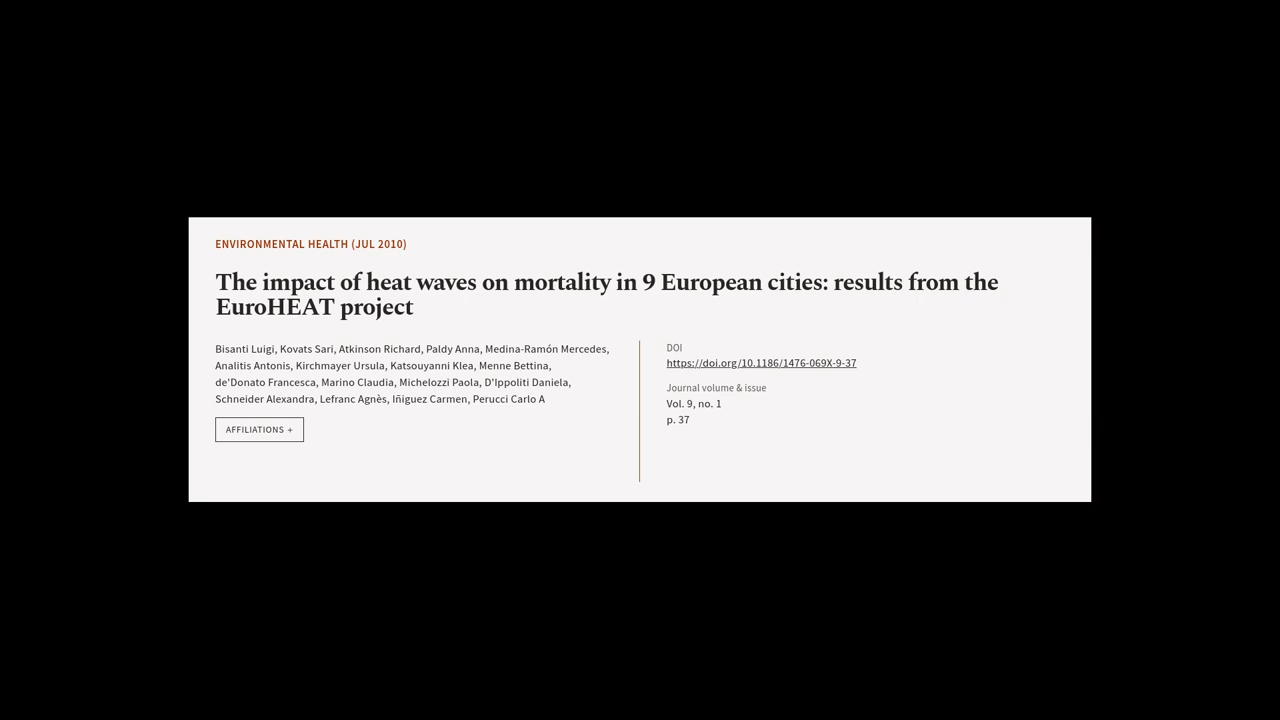 ENVIRONMENTAL HEALTH (JUL 2010)
The impact of heat waves on mortality in 9 European cities: results from the
EuroHEAT project
Bisanti Luigi, Kovats Sari, Atkinson Richard, Paldy Anna, Medina-Ramón Mercedes,
Analitis Antonis, Kirchmayer Ursula, Katsouyanni Klea, Menne Bettina,
de'Donato Francesca, Marino Claudia, Michelozzi Paola, D'Ippoliti Daniela,
Schneider Alexandra, Lefranc Agnès, Iñiguez Carmen, Perucci Carlo A
AFFILIATIONS +
DOI
https://doi.org/10.1186/1476-069X-9-37
Journal volume & issue
Vol. 9, no. 1
p. 37